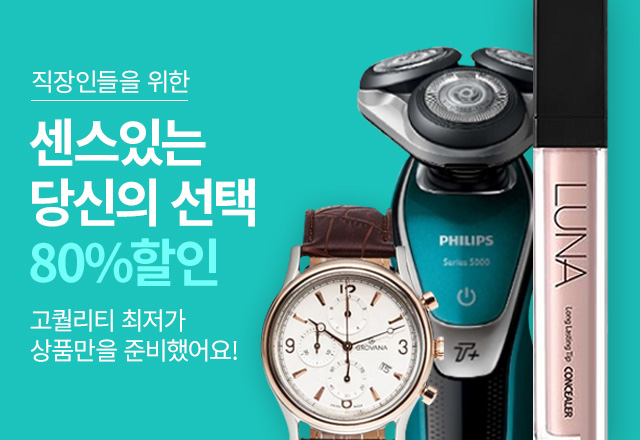 직장인들을 위한
센스있는
당신의 선택
80%할인
고퀄리티 최저가
상품만을 준비했어요!
PHILIPS
Series 5000
GROVANA
LUNA
Long Lasting Tip
CONCEALER